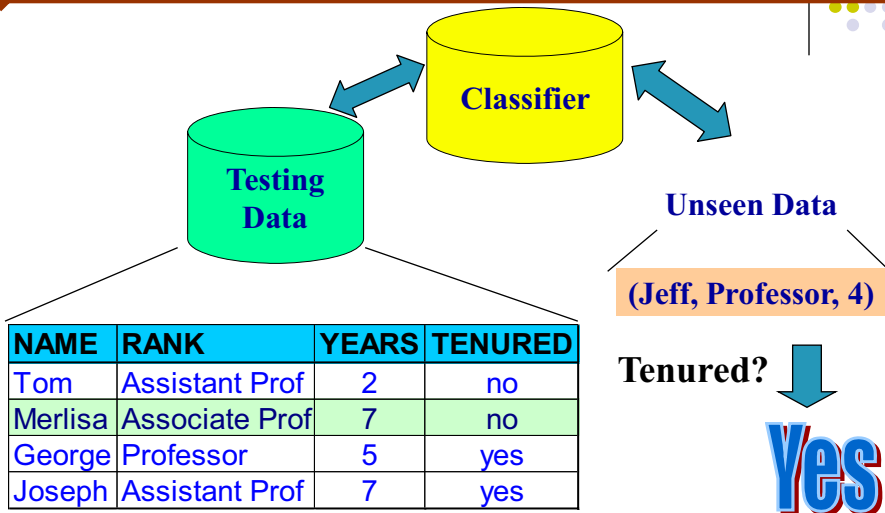 Classifier
Testing
Data
Unseen Data
(Jeff, Professor, 4)
NAME RANK YEARS TENURED
Tom Assistant Prof 2 no
Merlisa Associate Prof 7 no
George Professor 5 yes
Joseph Assistant Prof 7 yes
Tenured?
Yes